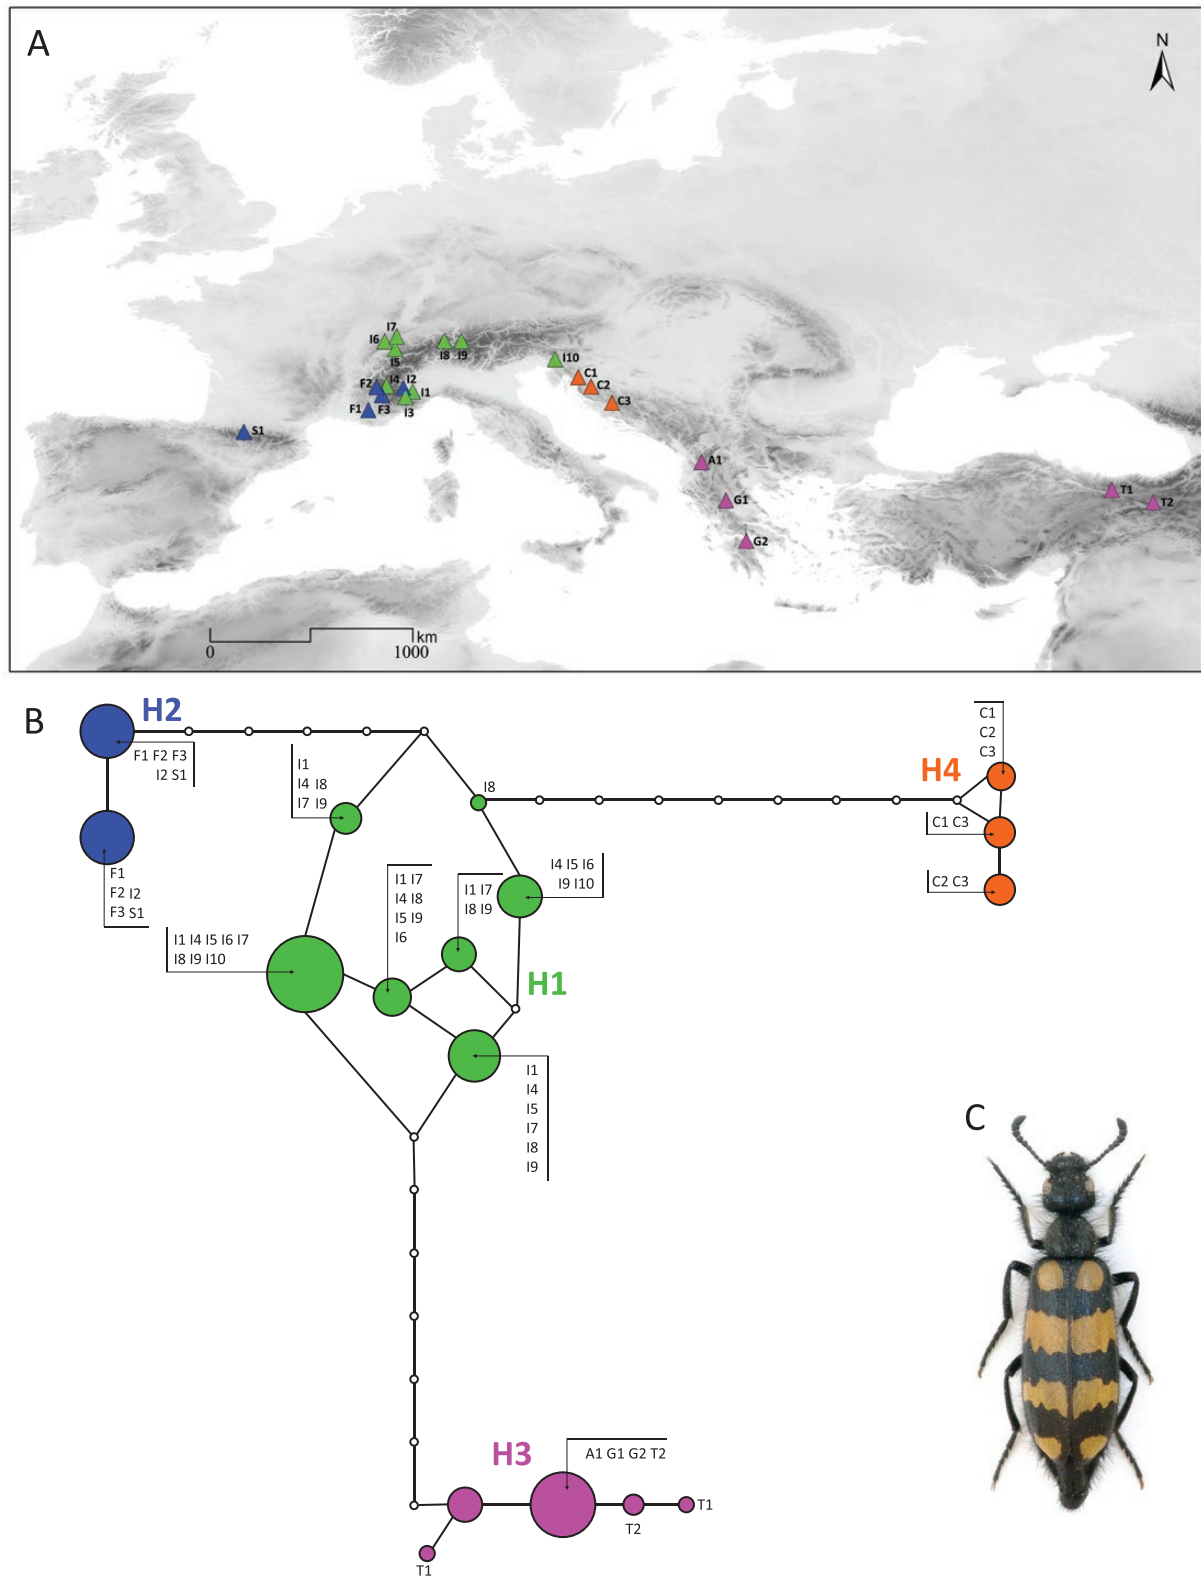 A
N
I7
I6
I5
I8
I9
I10
C1
C2
C3
F2
I4
I2
I1
F1
F3
I3
S1
A1
G1
G2
T1
T2
km
0
1000
B
H2
F1 F2 F3
I2 S1
F1
F2 I2
F3 S1
I1
I4 I8
I7 I9
I8
C1
C2
C3
H4
C1 C3
C2 C3
I4 I5 I6
I9 I10
I1 I7
I4 I8
I5 I9
I6
I1 I7
I8 I9
I1 I4 I5 I6 I7
I8 I9 I10
H1
I1
I4
I5
I7
I8
I9
C
H3
A1 G1 G2 T2
T1
T2
T1